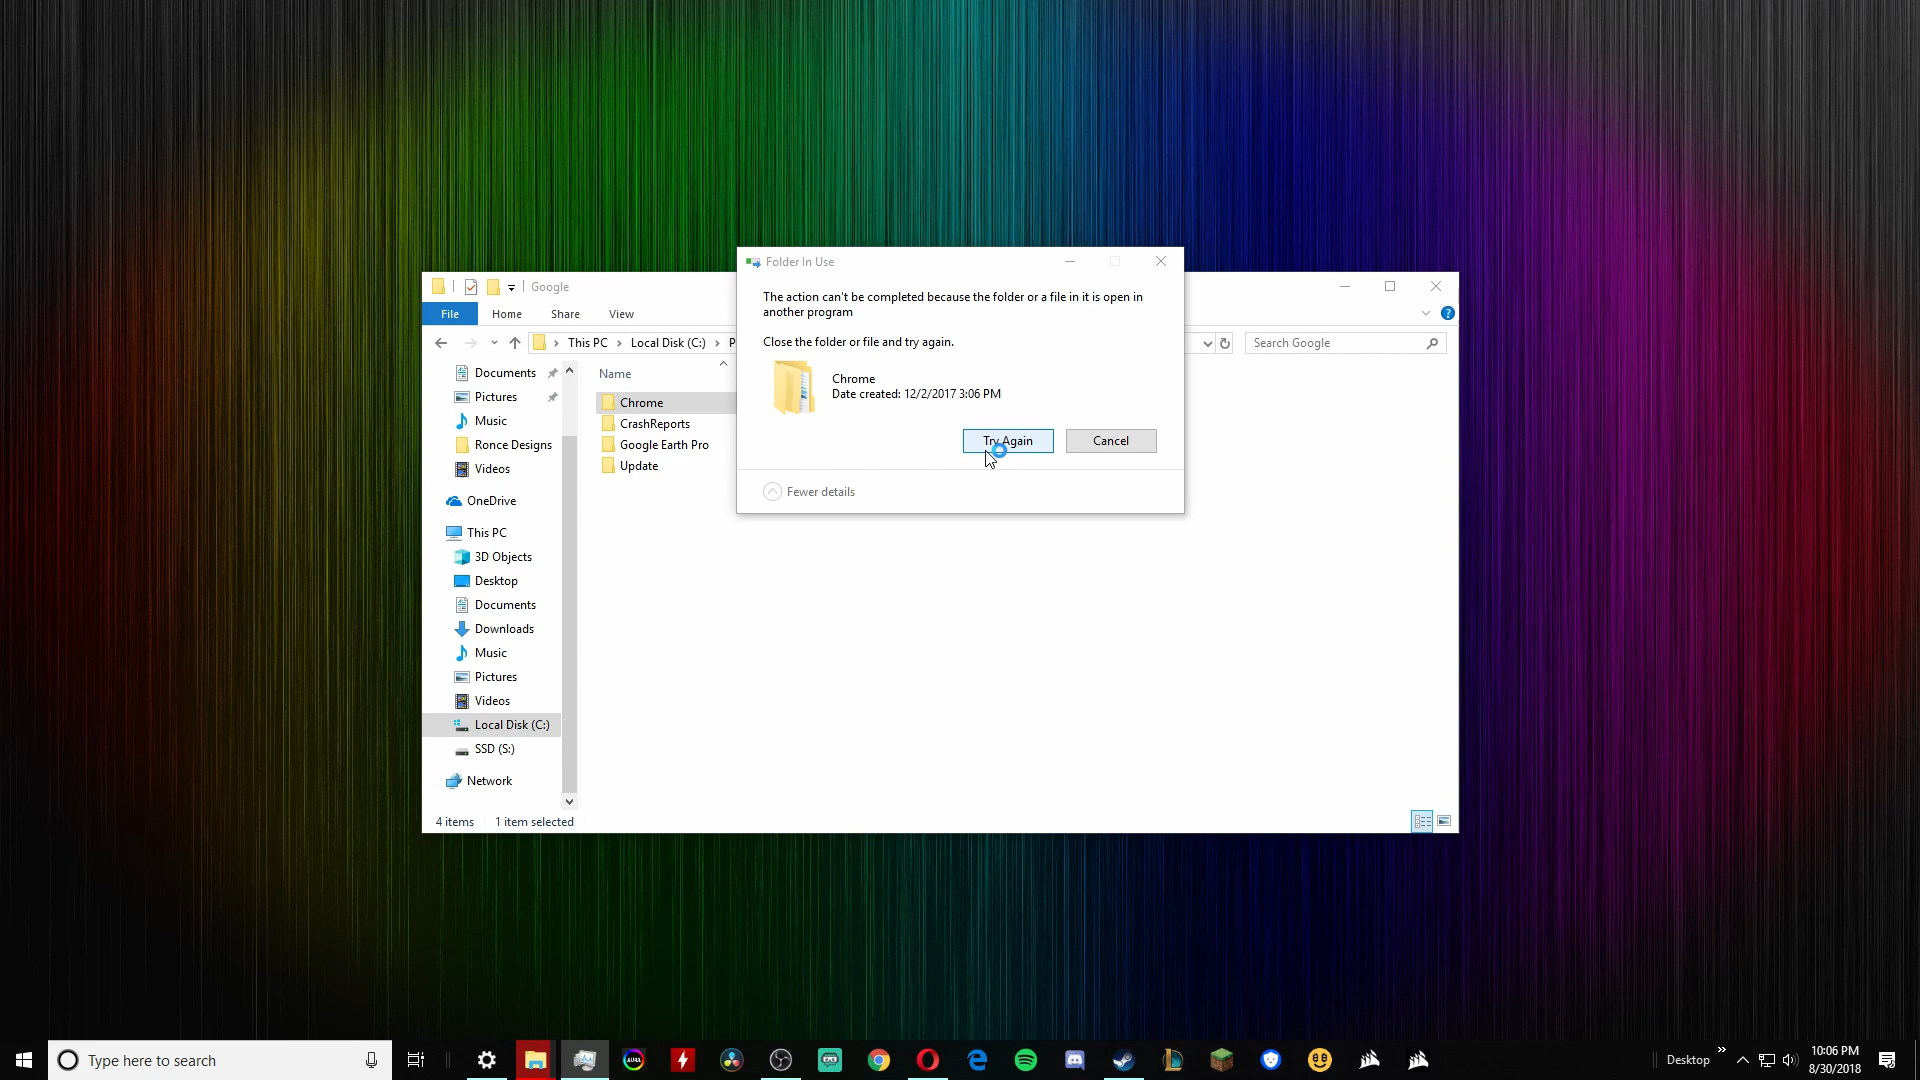 Folder In Use
The action can't be completed because the folder or a file in it is open in
another program
Close the folder or file and try again.
Chrome
Date created: 12/2/2017 3:06 PM
Try Again
Cancel
Fewer details
Google
File
Home
Share
View
This PC
Local Disk (C:)
P
Search Google
Documents
Pictures
Music
Ronce Designs
Videos
OneDrive
This PC
3D Objects
Desktop
Documents
Downloads
Music
Pictures
Videos
Local Disk (C:)
SSD (S:)
Network
Name
Chrome
CrashReports
Google Earth Pro
Update
4 items
1 item selected
Type here to search
AURA
Desktop
10:06 PM
8/30/2018